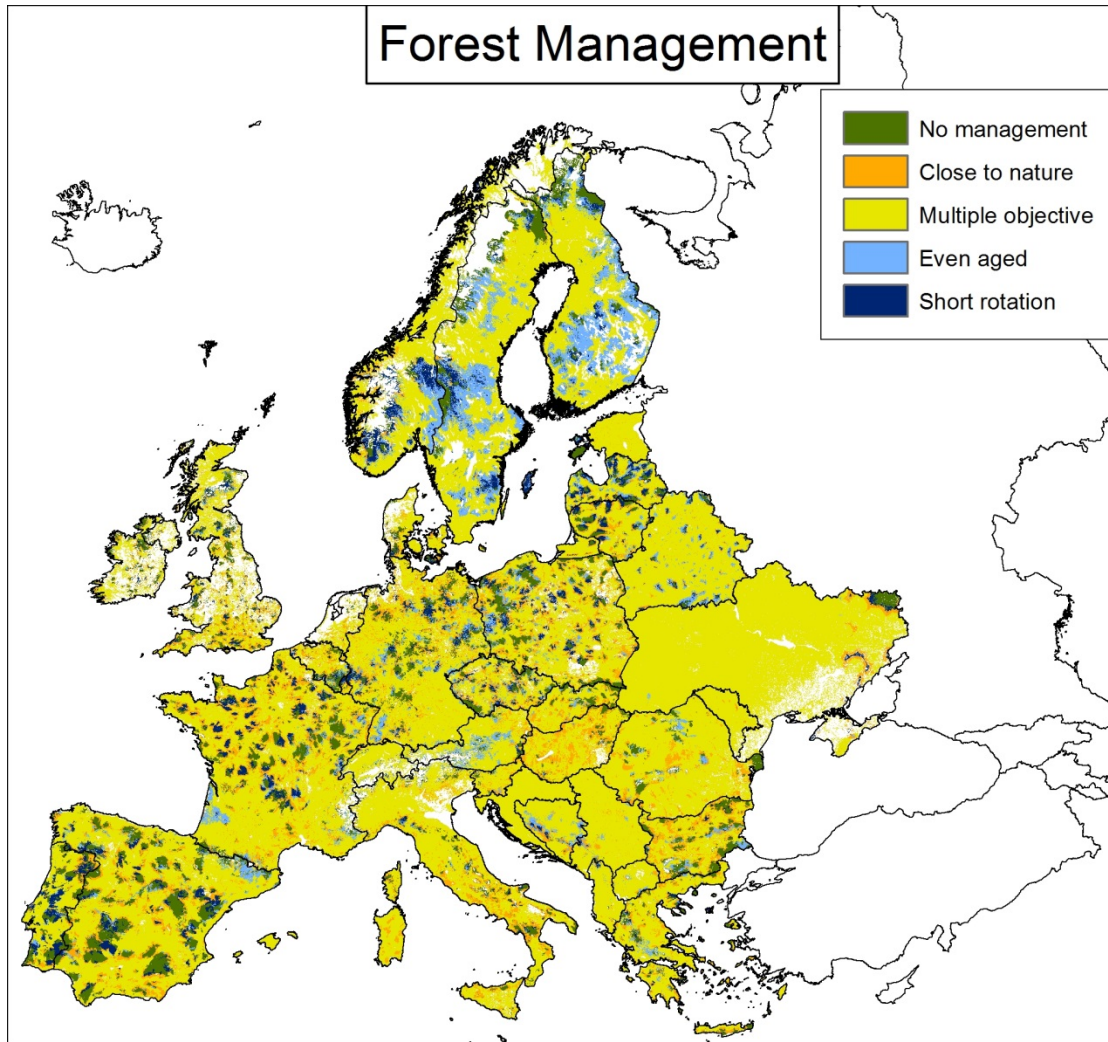 Forest Management
No management
Close to nature
Multiple objective
Even aged
Short rotation